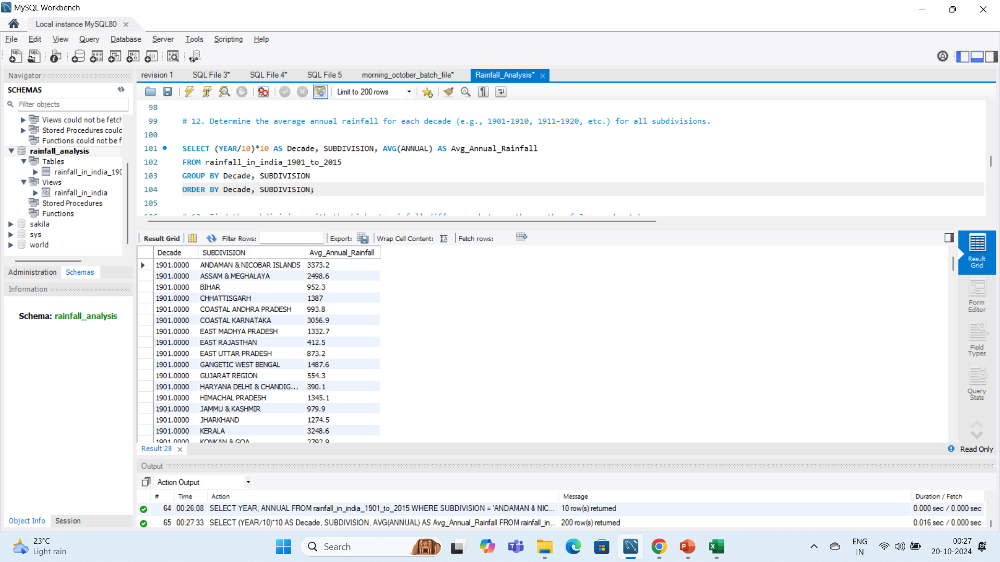 MySQL Workbench
Local instance MySQL80
File Edit View Query Database Server Tools Scripting Help
Navigator
SCHEMAS
Filter objects
Views could not be fetch
Stored Procedures could
Functions could not be f
rainfall_analysis
Tables
rainfall_in_india_190
Views
rainfall_in_india
Stored Procedures
Functions
sakila
sys
world
Administration Schemas
Information
Schema: rainfall_analysis
Object Info Session
revision 1 SQL File 3* SQL File 4* SQL File 5 morning_october_batch_file* Rainfall_Analysis*
Limit to 200 rows
98
99 # 12. Determine the average annual rainfall for each decade (e.g., 1901-1910, 1911-1920, etc.) for all subdivisions.
100
101 SELECT (YEAR/10)*10 AS Decade, SUBDIVISION, AVG(ANNUAL) AS Avg_Annual_Rainfall
102 FROM rainfall_in_india_1901_to_2015
103 GROUP BY Decade, SUBDIVISION
104 ORDER BY Decade, SUBDIVISION;
105
Result Grid Filter Rows: Export: Wrap Cell Content: Fetch rows:
Decade SUBDIVISION Avg_Annual_Rainfall
1901.0000 ANDAMAN & NICOBAR ISLANDS 3373.2
1901.0000 ASSAM & MEGHALAYA 2498.6
1901.0000 BIHAR 952.3
1901.0000 CHHATTISGARH 1387
1901.0000 COASTAL ANDHRA PRADESH 993.8
1901.0000 COASTAL KARNATAKA 3056.9
1901.0000 EAST MADHYA PRADESH 1332.7
1901.0000 EAST RAJASTHAN 412.5
1901.0000 EAST UTTAR PRADESH 873.2
1901.0000 GANGETIC WEST BENGAL 1487.6
1901.0000 GUJARAT REGION 554.3
1901.0000 HARYANA DELHI & CHANDIG... 390.1
1901.0000 HIMACHAL PRADESH 1345.1
1901.0000 JAMMU & KASHMIR 979.9
1901.0000 JHARKHAND 1274.5
1901.0000 KERALA 3248.6
1901.0000 KONKAN & GOA 2792.9
Result Grid
Form Editor
Field Types
Query Stats
Result 28
Read Only
Output
Action Output
# Time Action Message Duration / Fetch
64 00:26:08 SELECT YEAR, ANNUAL FROM rainfall_in_india_1901_to_2015 WHERE SUBDIVISION = 'ANDAMAN & NIC... 10 row(s) returned 0.000 sec / 0.000 sec
65 00:27:33 SELECT (YEAR/10)*10 AS Decade, SUBDIVISION, AVG(ANNUAL) AS Avg_Annual_Rainfall FROM rainfall_in... 200 row(s) returned 0.016 sec / 0.000 sec
23°C
Light rain
Search
ENG
IN
00:27
20-10-2024